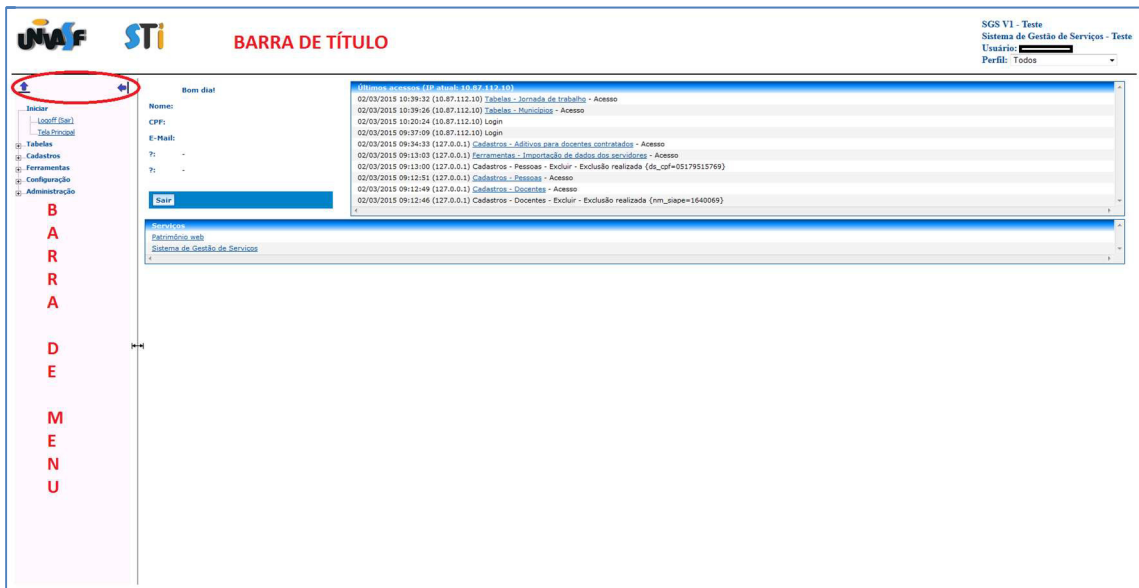 UNIVASF
STi
BARRA DE TÍTULO
SGS V1 - Teste
Sistema de Gestão de Serviços - Teste
Usuário:
Perfil: Todos
Iniciar
Logoff (Sair)
Tela Principal
Tabelas
Cadastros
Ferramentas
Configuração
Administração
B
A
R
R
A
D
E
M
E
N
U
Bom dia!
Nome:
CPF:
E-Mail:
?: -
?: -
Sair
Últimos acessos (IP atual: 10.87.112.10)
02/03/2015 10:39:32 (10.87.112.10) Tabelas - Jornada de trabalho - Acesso
02/03/2015 10:39:26 (10.87.112.10) Tabelas - Municípios - Acesso
02/03/2015 10:20:24 (10.87.112.10) Login
02/03/2015 09:37:09 (10.87.112.10) Login
02/03/2015 09:34:33 (127.0.0.1) Cadastros - Aditivos para docentes contratados - Acesso
02/03/2015 09:13:03 (127.0.0.1) Ferramentas - Importação de dados dos servidores - Acesso
02/03/2015 09:13:00 (127.0.0.1) Cadastros - Pessoas - Excluir - Exclusão realizada {ds_cpf=05179515769}
02/03/2015 09:12:51 (127.0.0.1) Cadastros - Pessoas - Acesso
02/03/2015 09:12:49 (127.0.0.1) Cadastros - Docentes - Acesso
02/03/2015 09:12:46 (127.0.0.1) Cadastros - Docentes - Excluir - Exclusão realizada {nm_siape=1640069}
Serviços
Patrimônio web
Sistema de Gestão de Serviços